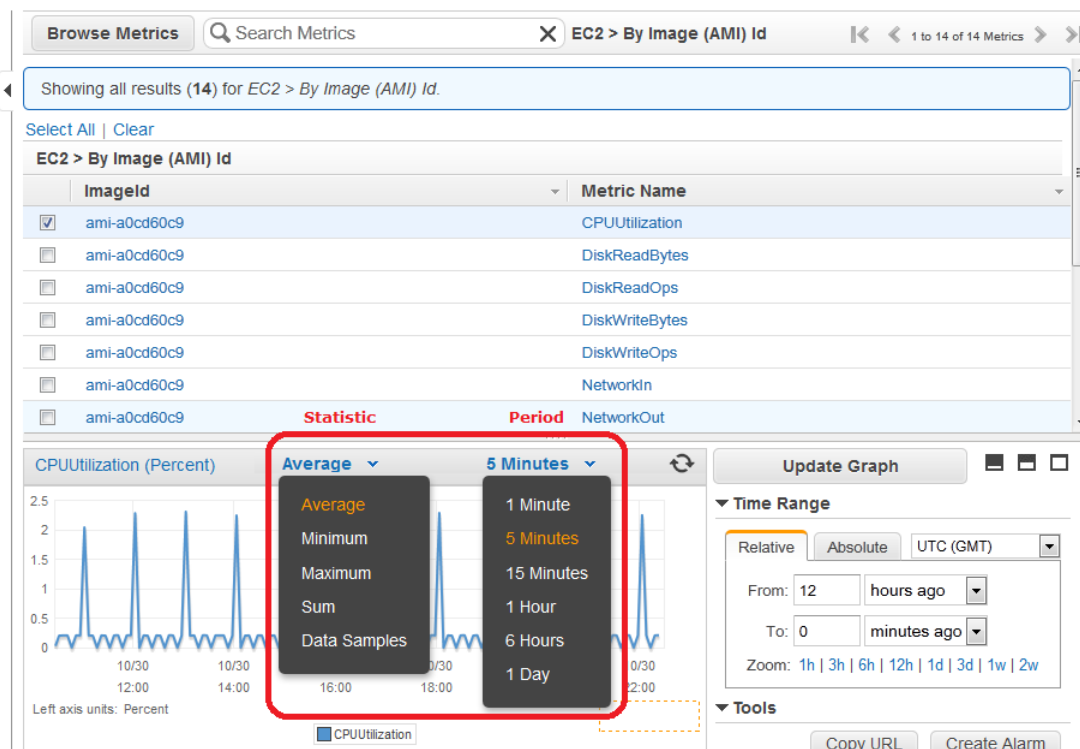 Browse Metrics Search Metrics EC2 > By Image (AMI) Id 1 to 14 of 14 Metrics
Showing all results (14) for EC2 > By Image (AMI) Id.
Select All | Clear
EC2 > By Image (AMI) Id
ImageId Metric Name
ami-a0cd60c9 CPUUtilization
ami-a0cd60c9 DiskReadBytes
ami-a0cd60c9 DiskReadOps
ami-a0cd60c9 DiskWriteBytes
ami-a0cd60c9 DiskWriteOps
ami-a0cd60c9 NetworkIn
ami-a0cd60c9 Statistic Period NetworkOut
CPUUtilization (Percent) Average 5 Minutes
2.5
2
1.5
1
0.5
0
10/30 10/30 0/30 0/30
12:00 14:00 16:00 18:00 22:00
Left axis units: Percent
CPUUtilization
Average
Minimum
Maximum
Sum
Data Samples
1 Minute
5 Minutes
15 Minutes
1 Hour
6 Hours
1 Day
Update Graph
Time Range
Relative Absolute UTC (GMT)
From: 12 hours ago
To: 0 minutes ago
Zoom: 1h | 3h | 6h | 12h | 1d | 3d | 1w | 2w
Tools
Copy URL Create Alarm